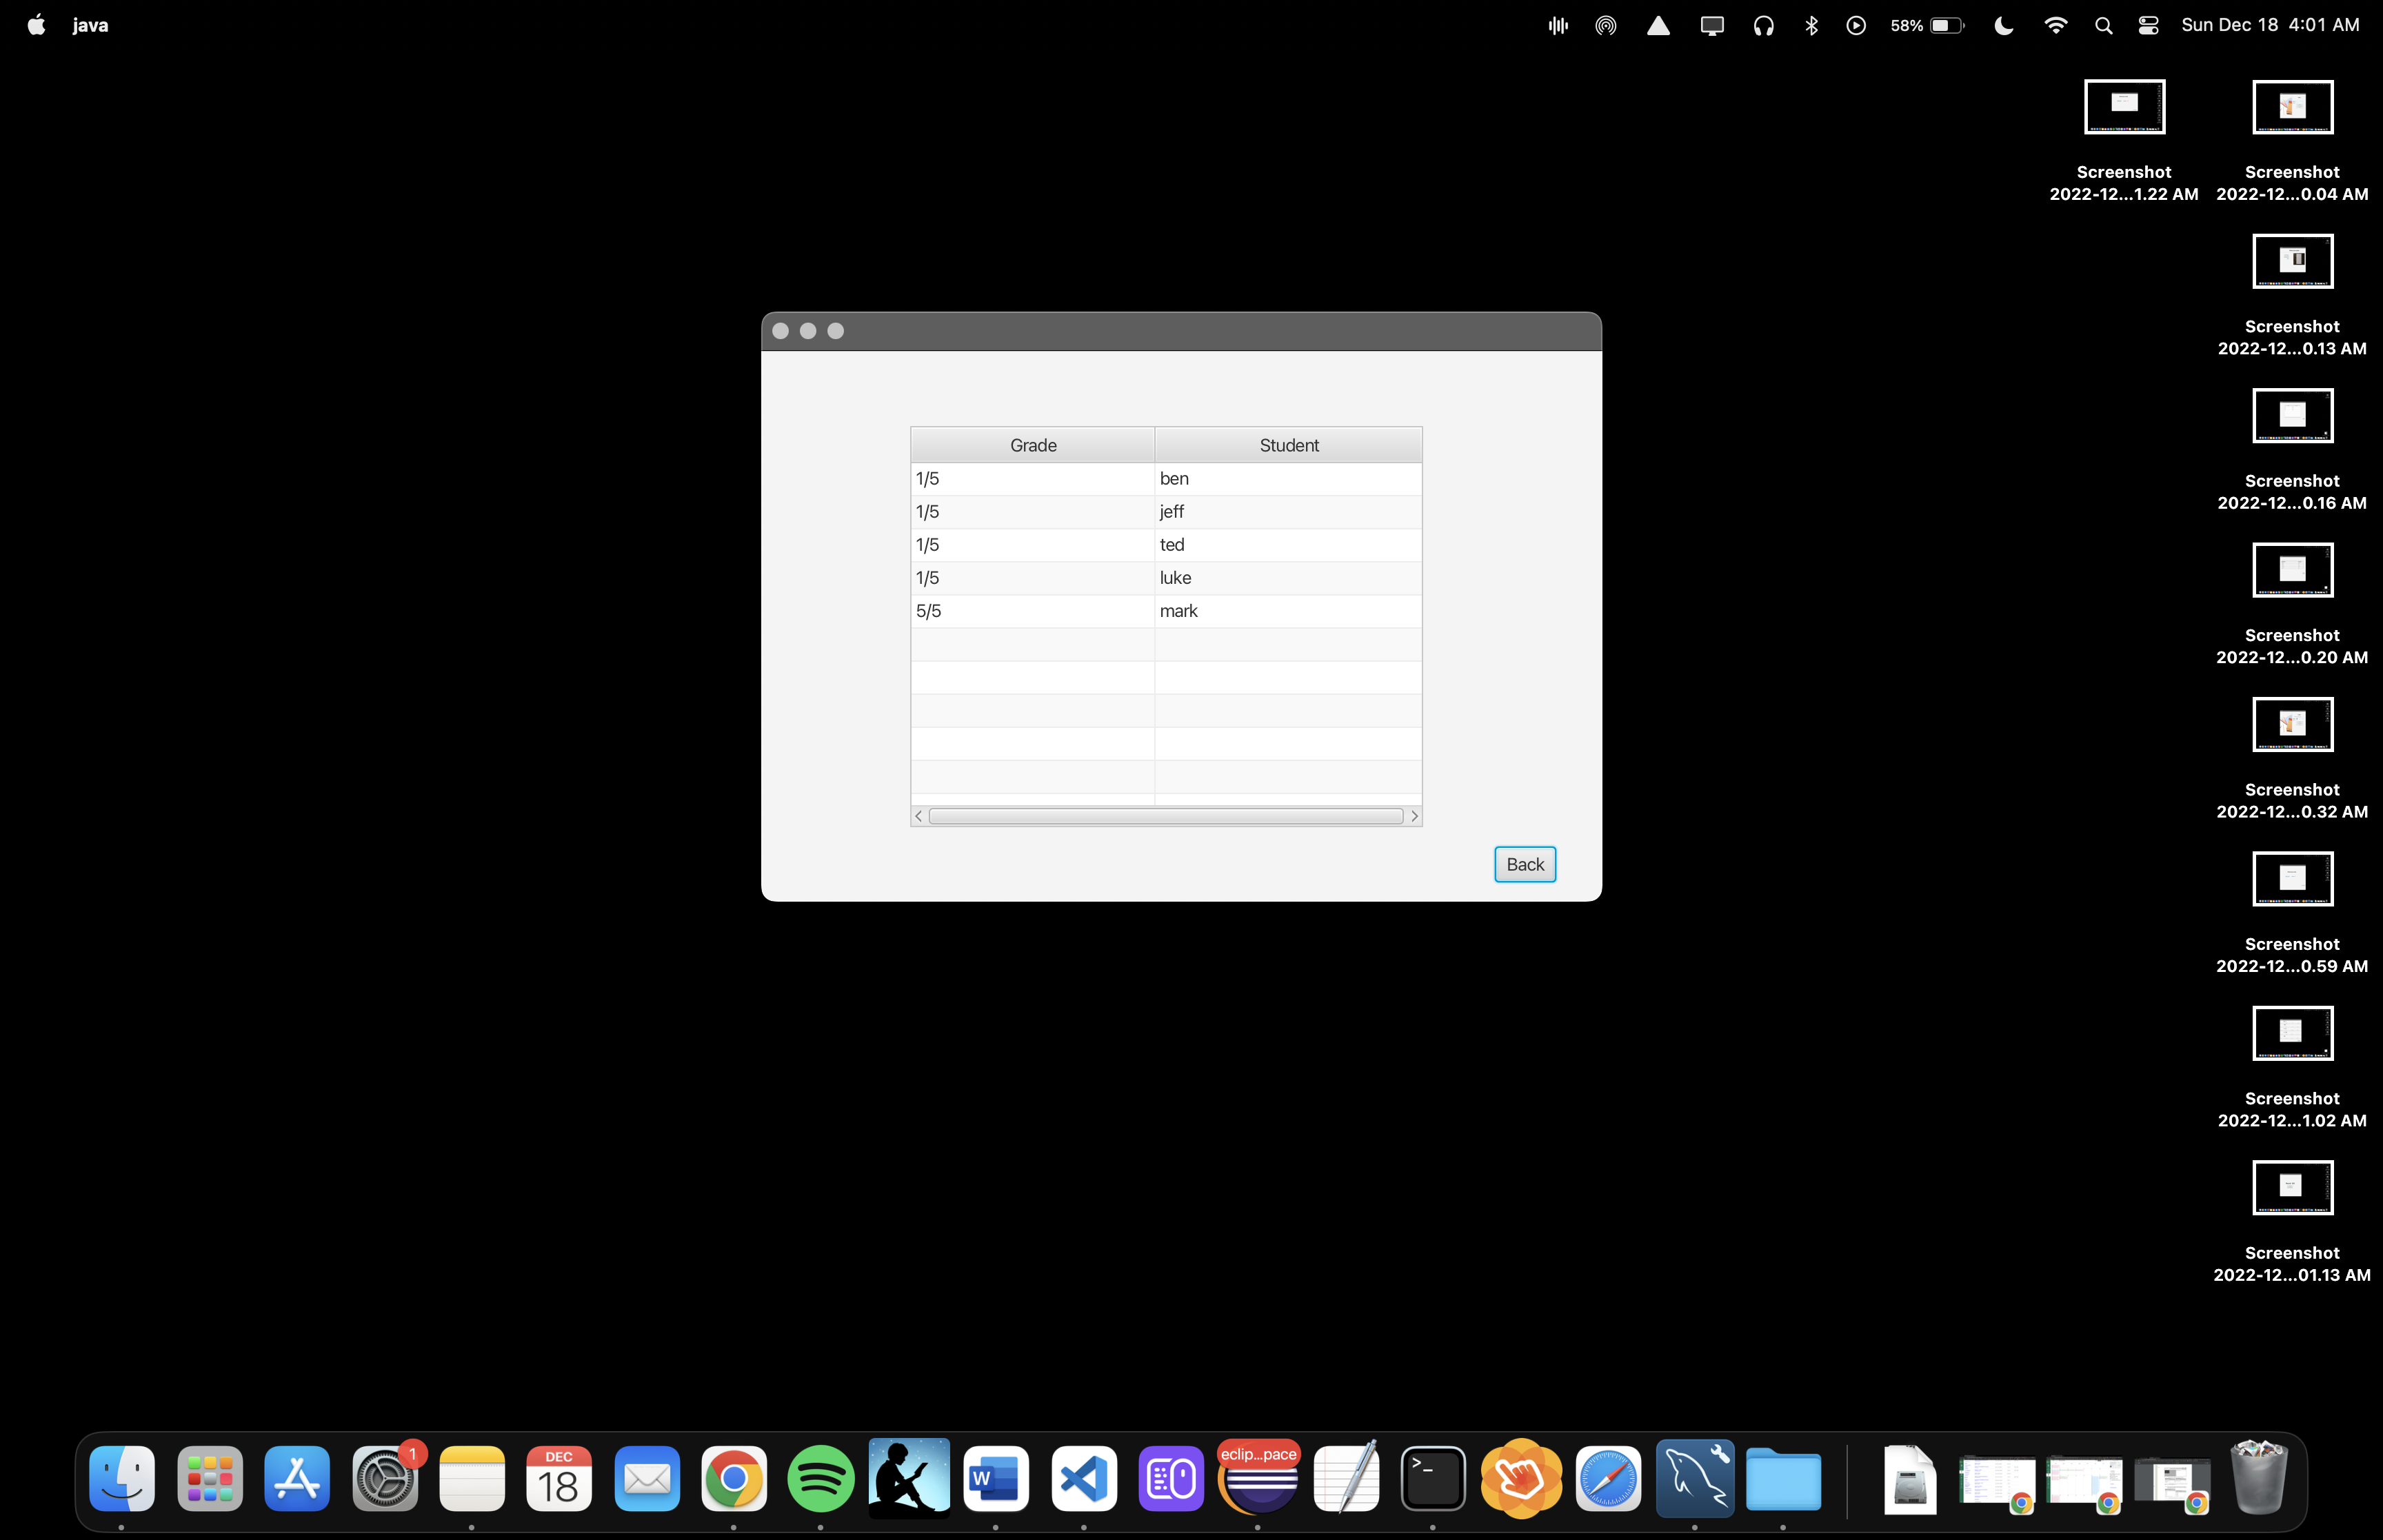 java
58%
Sun Dec 18 4:01 AM
Screenshot
2022-12...1.22 AM
Screenshot
2022-12...0.04 AM
Screenshot
2022-12...0.13 AM
Screenshot
2022-12...0.16 AM
Screenshot
2022-12...0.20 AM
Screenshot
2022-12...0.32 AM
Screenshot
2022-12...0.59 AM
Screenshot
2022-12...1.02 AM
Screenshot
2022-12...01.13 AM
Grade Student
1/5 ben
1/5 jeff
1/5 ted
1/5 luke
5/5 mark
Back
1
DEC
18
W
eclip...pace
>_